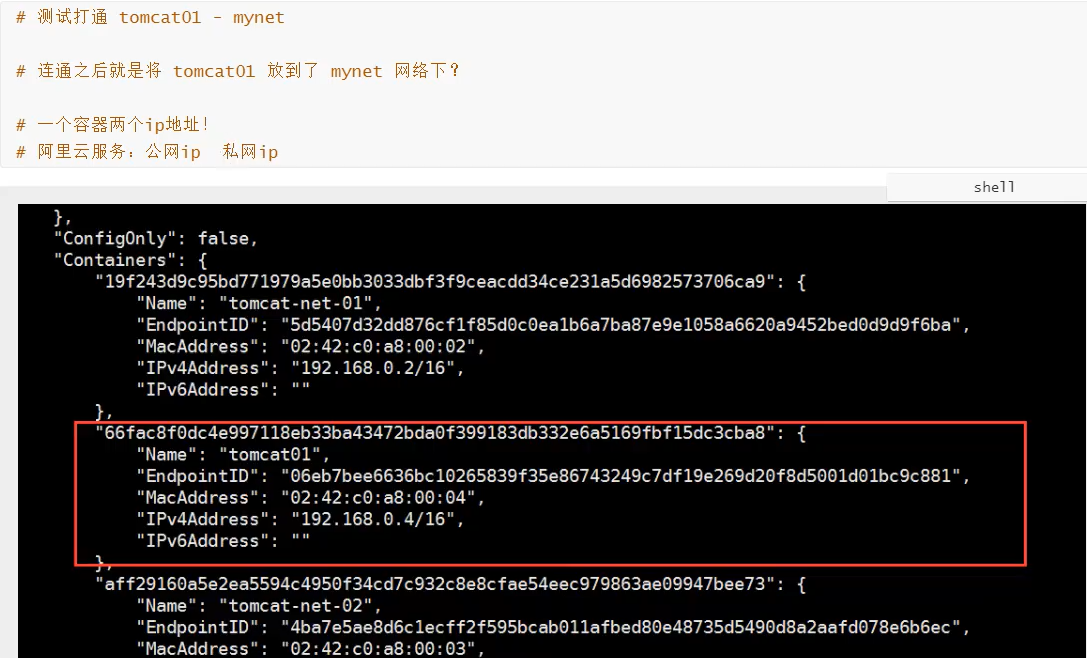 # 测试打通 tomcat01 - mynet
# 连通之后就是将 tomcat01 放到了 mynet 网络下？
# 一个容器两个ip地址！
# 阿里云服务：公网ip  私网ip
shell
},
"ConfigOnly": false,
"Containers": {
"19f243d9c95bd771979a5e0bb3033dbf3f9ceacdd34ce231a5d6982573706ca9": {
"Name": "tomcat-net-01",
"EndpointID": "5d5407d32dd876cf1f85d0c0ea1b6a7ba87e9e1058a6620a9452bed0d9d9f6ba",
"MacAddress": "02:42:c0:a8:00:02",
"IPv4Address": "192.168.0.2/16",
"IPv6Address": ""
},
"66fac8f0dc4e997118eb33ba43472bda0f399183db332e6a5169fbf15dc3cba8": {
"Name": "tomcat01",
"EndpointID": "06eb7bee6636bc10265839f35e86743249c7df19e269d20f8d5001d01bc9c881",
"MacAddress": "02:42:c0:a8:00:04",
"IPv4Address": "192.168.0.4/16",
"IPv6Address": ""
},
"aff29160a5e2ea5594c4950f34cd7c932c8e8cfae54eec979863ae09947bee73": {
"Name": "tomcat-net-02",
"EndpointID": "4ba7e5ae8d6c1ecff2f595bcab011afbed80e48735d5490d8a2aafd078e6b6ec",
"MacAddress": "02:42:c0:a8:00:03",